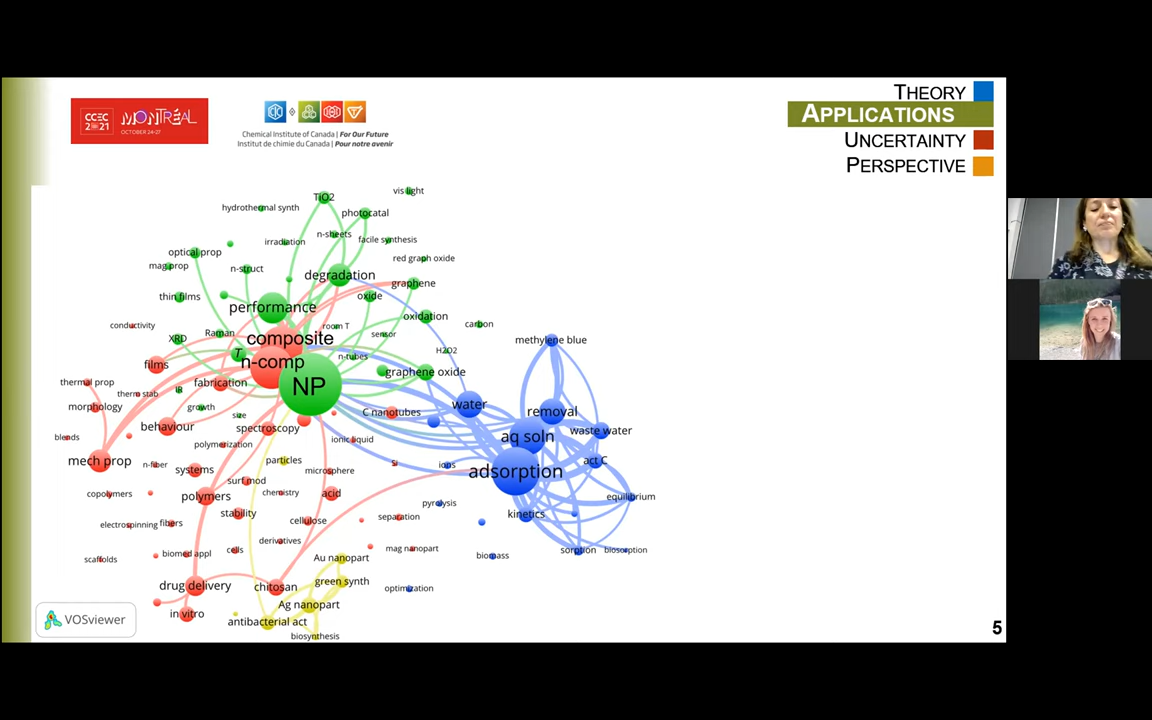 CCEC
2021
MONTRÉAL
OCTOBER 24-27
Chemical Institute of Canada | For Our Future
Institut de chimie du Canada | Pour notre avenir
THEORY
APPLICATIONS
UNCERTAINTY
PERSPECTIVE
vis light
TiO2
hydrothermal synth
photocatal
n-sheets
irradiation
facile synthesis
optical prop
red graph oxide
mag prop
n-struct
degradation
graphene
thin films
oxide
performance
oxidation
conductivity
room T
carbon
Raman
sensor
XRD
composite
methylene blue
T
H2O2
n-tubes
films
n-comp
graphene oxide
thermal prop
fabrication
NP
therm stab
IR
morphology
growth
water
size
C nanotubes
removal
behaviour
spectroscopy
waste water
blends
aq soln
polymerization
ionic liquid
mech prop
n-fiber
particles
Si
ions
act C
systems
microsphere
adsorption
surf mod
copolymers
polymers
chemistry
acid
equilibrium
pyrolysis
stability
kinetics
electrospinning
fibers
cellulose
separation
derivatives
scaffolds
biomed appl
cells
mag nanopart
biomass
sorption
biosorption
Au nanopart
drug delivery
chitosan
green synth
optimization
Ag nanopart
in vitro
antibacterial act
biosynthesis
VOSviewer
5